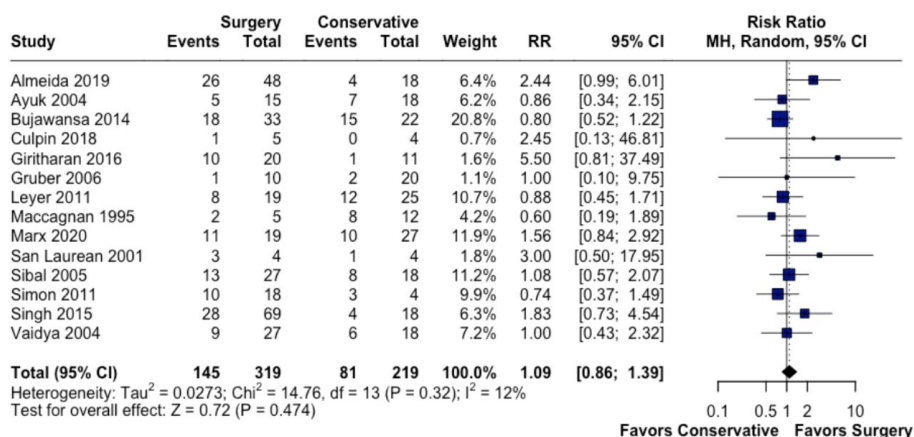 Surgery Conservative Risk Ratio
Study Events Total Events Total Weight RR 95% CI MH, Random, 95% CI
Almeida 2019 26 48 4 18 6.4% 2.44 [0.99; 6.01]
Ayuk 2004 5 15 7 18 6.2% 0.86 [0.34; 2.15]
Bujawansa 2014 18 33 15 22 20.8% 0.80 [0.52; 1.22]
Culpin 2018 1 5 0 4 0.7% 2.45 [0.13; 46.81]
Giritharan 2016 10 20 1 11 1.6% 5.50 [0.81; 37.49]
Gruber 2006 1 10 2 20 1.1% 1.00 [0.10; 9.75]
Leyer 2011 8 19 12 25 10.7% 0.88 [0.45; 1.71]
Maccagnan 1995 2 5 8 12 4.2% 0.60 [0.19; 1.89]
Marx 2020 11 19 10 27 11.9% 1.56 [0.84; 2.92]
San Laurean 2001 3 4 1 4 1.8% 3.00 [0.50; 17.95]
Sibal 2005 13 27 8 18 11.2% 1.08 [0.57; 2.07]
Simon 2011 10 18 3 4 9.9% 0.74 [0.37; 1.49]
Singh 2015 28 69 4 18 6.3% 1.83 [0.73; 4.54]
Vaidya 2004 9 27 6 18 7.2% 1.00 [0.43; 2.32]
Total (95% CI) 145 319 81 219 100.0% 1.09 [0.86; 1.39]
Heterogeneity: Tau² = 0.0273; Chi² = 14.76, df = 13 (P = 0.32); I² = 12%
Test for overall effect: Z = 0.72 (P = 0.474)
0.1 0.5 1 2 10
Favors Conservative Favors Surgery